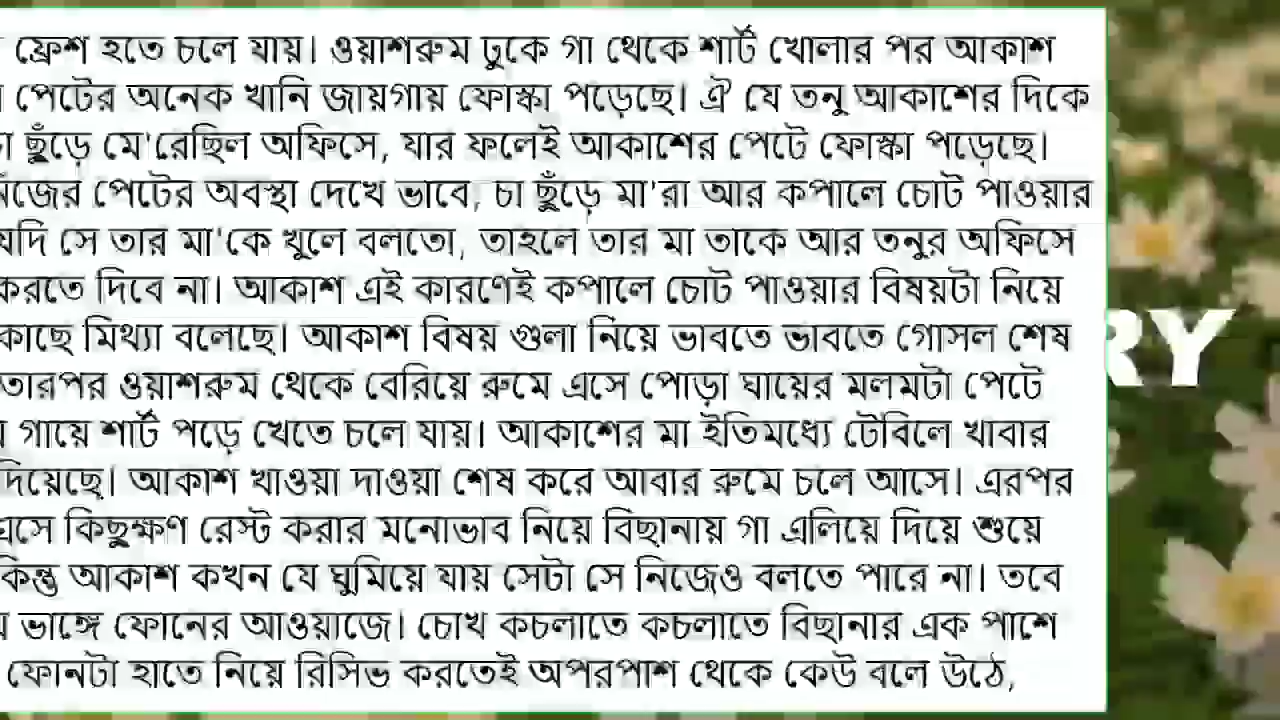 ফ্রেশ হতে চলে যায়। ওয়াশরুম ঢুকে গা থেকে শার্ট খোলার পর আকাশ
পেটের অনেক খানি জায়গায় ফোস্কা পড়েছে। ঐ যে তনু আকাশের দিকে
ছুঁড়ে মে'রেছিল অফিসে, যার ফলেই আকাশের পেটে ফোস্কা পড়েছে।
নিজের পেটের অবস্থা দেখে ভাবে, চা ছুঁড়ে মা'রা আর কপালে চোট পাওয়ার
যদি সে তার মা'কে খুলে বলতো, তাহলে তার মা তাকে আর তনুর অফিসে
করতে দিবে না। আকাশ এই কারণেই কপালে চোট পাওয়ার বিষয়টা নিয়ে
কাছে মিথ্যা বলেছে। আকাশ বিষয় গুলা নিয়ে ভাবতে ভাবতে গোসল শেষ
তারপর ওয়াশরুম থেকে বেরিয়ে রুমে এসে পোড়া ঘায়ের মলমটা পেটে
গায়ে শার্ট পড়ে খেতে চলে যায়। আকাশের মা ইতিমধ্যে টেবিলে খাবার
দিয়েছে। আকাশ খাওয়া দাওয়া শেষ করে আবার রুমে চলে আসে। এরপর
এসে কিছুক্ষণ রেস্ট করার মনোভাব নিয়ে বিছানায় গা এলিয়ে দিয়ে শুয়ে
কিন্তু আকাশ কখন যে ঘুমিয়ে যায় সেটা সে নিজেও বলতে পারে না। তবে
ভাঙ্গে ফোনের আওয়াজে। চোখ কচলাতে কচলাতে বিছানার এক পাশে
ফোনটা হাতে নিয়ে রিসিভ করতেই অপরপাশ থেকে কেউ বলে উঠে,
RY